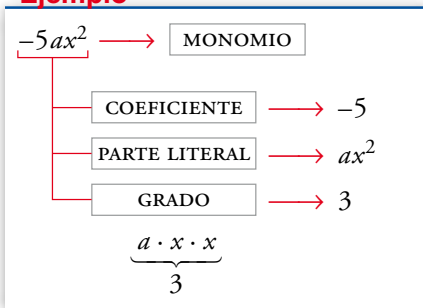 Ejemplo
–5ax² → MONOMIO
COEFICIENTE → –5
PARTE LITERAL → ax²
GRADO → 3
a · x · x
3